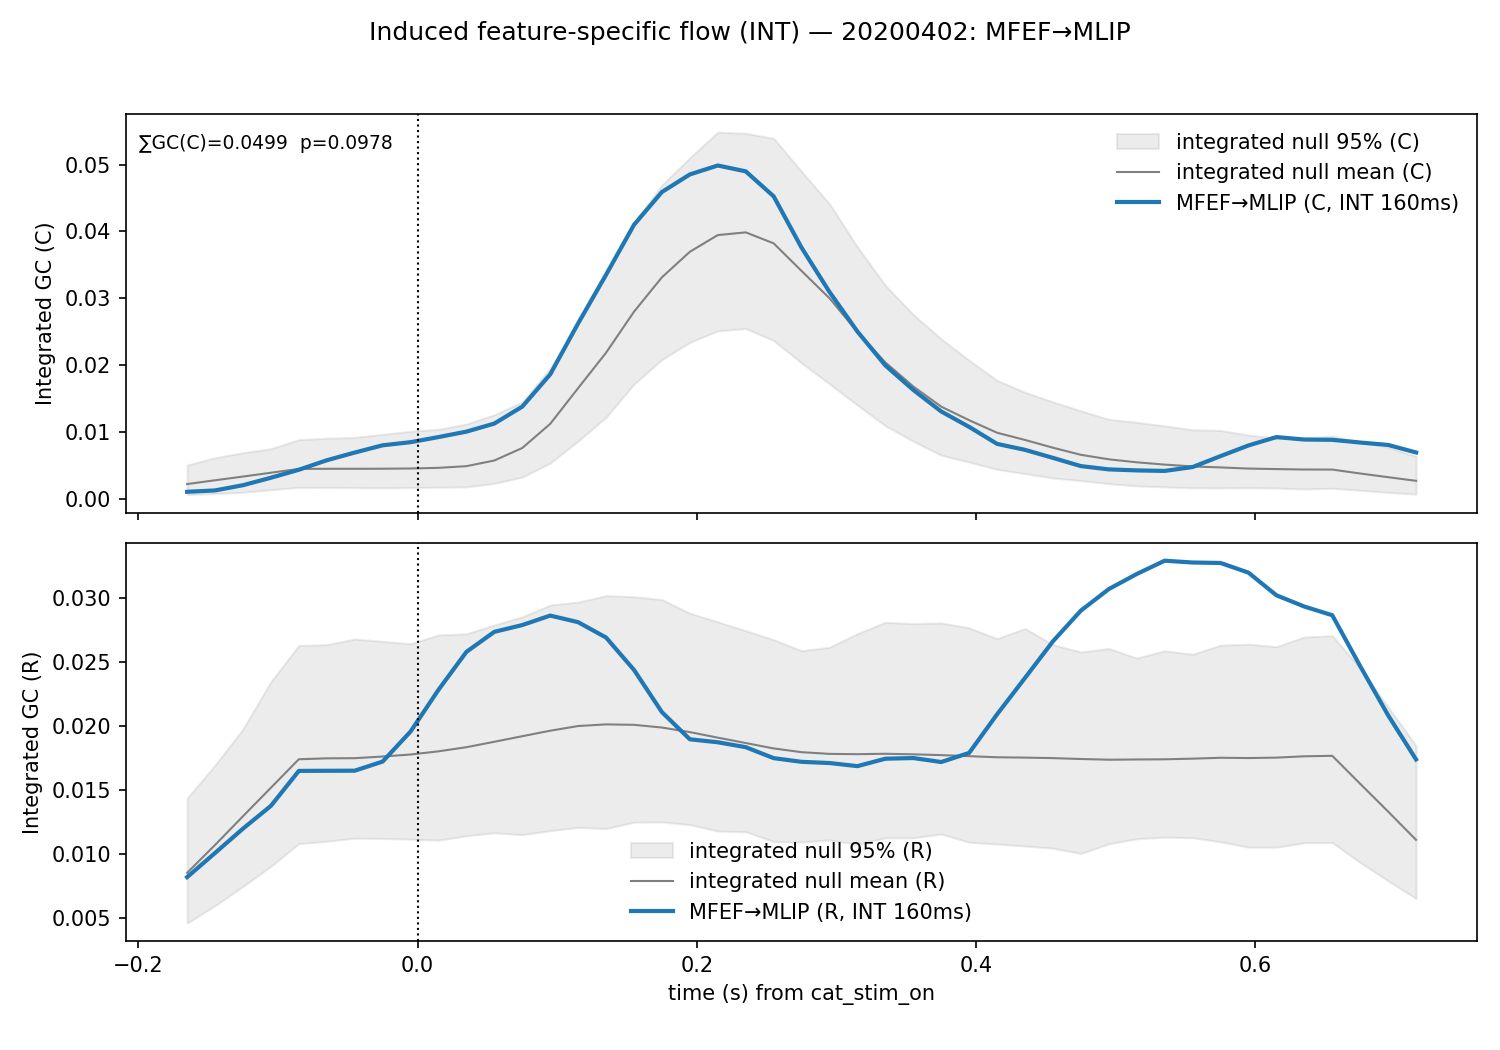 Induced feature-specific flow (INT) — 20200402: MFEF→MLIP
∑GC(C)=0.0499  p=0.0978
integrated null 95% (C)
integrated null mean (C)
MFEF→MLIP (C, INT 160ms)
Integrated GC (C)
0.05
0.04
0.03
0.02
0.01
0.00
Integrated GC (R)
0.030
0.025
0.020
0.015
0.010
0.005
integrated null 95% (R)
integrated null mean (R)
MFEF→MLIP (R, INT 160ms)
−0.2 0.0 0.2 0.4 0.6
time (s) from cat_stim_on